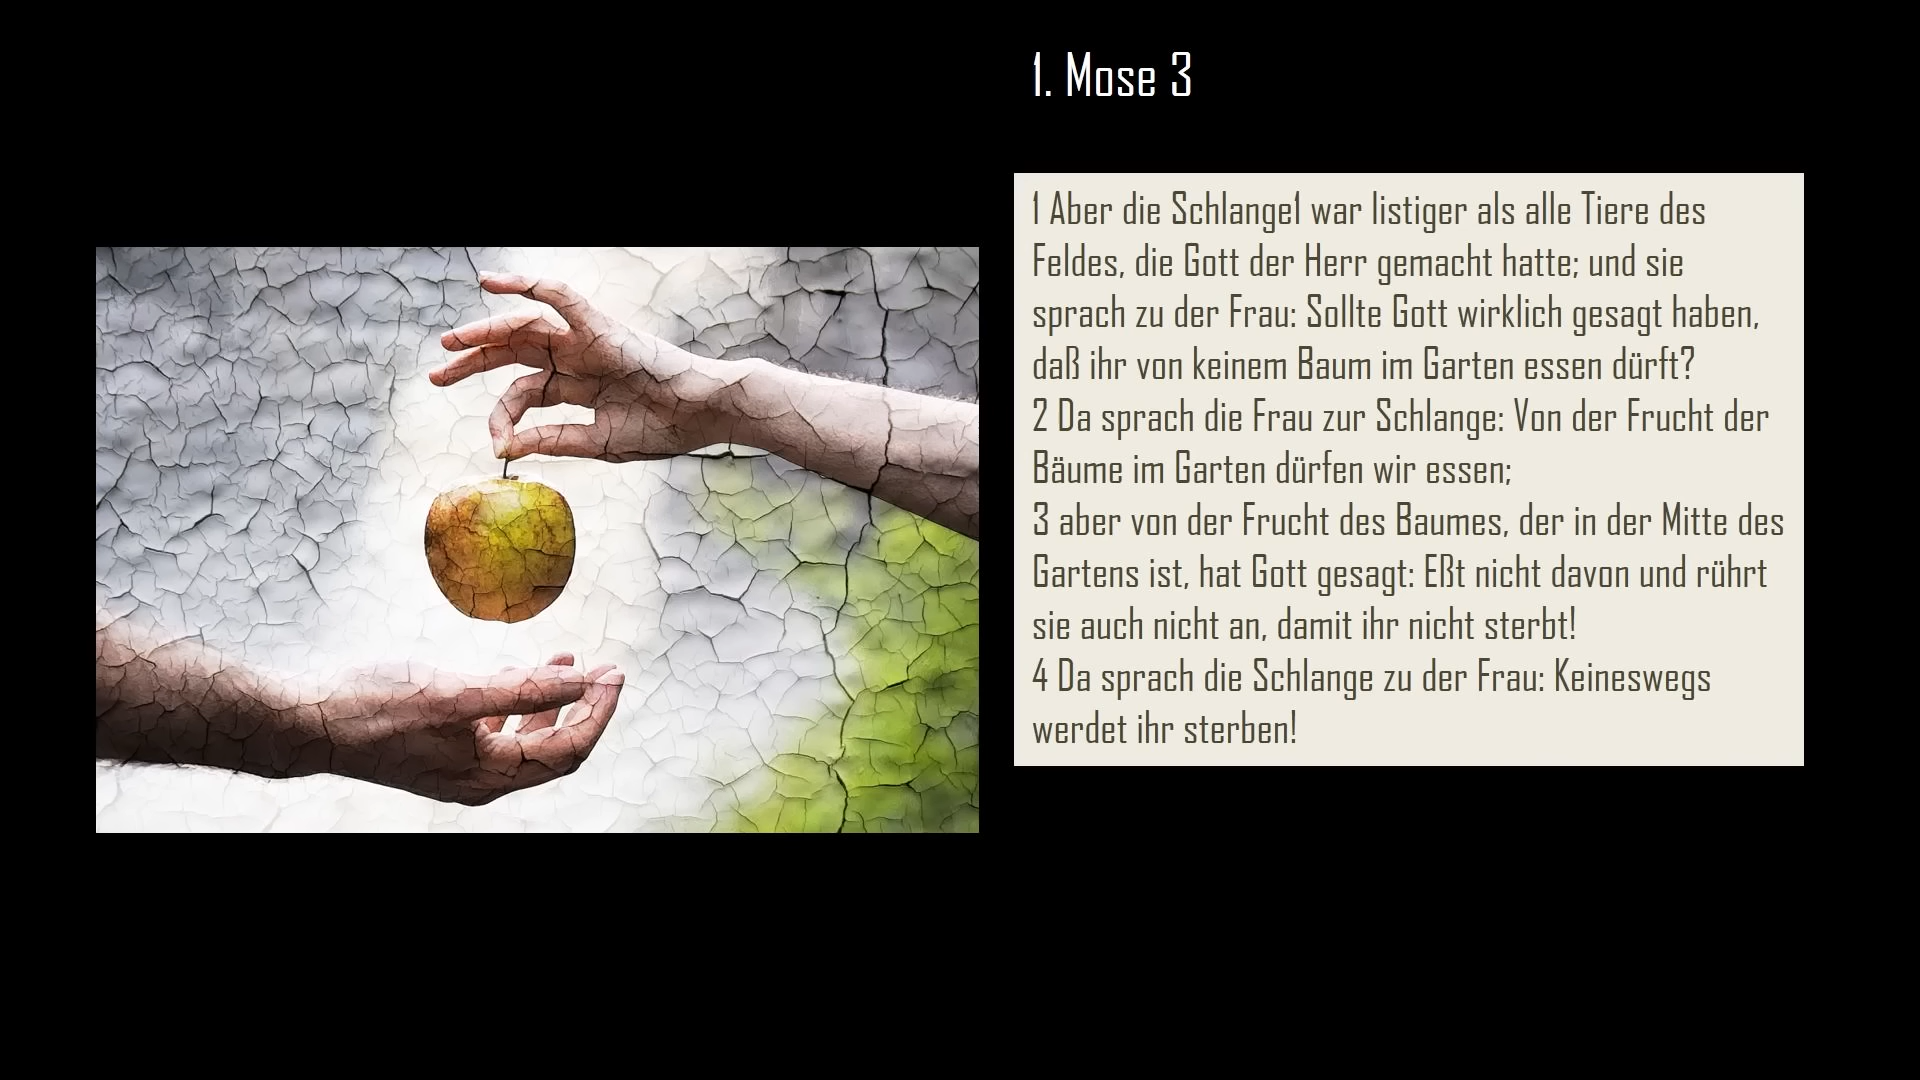 1. Mose 3
1 Aber die Schlange1 war listiger als alle Tiere des
Feldes, die Gott der Herr gemacht hatte; und sie
sprach zu der Frau: Sollte Gott wirklich gesagt haben,
daß ihr von keinem Baum im Garten essen dürft?
2 Da sprach die Frau zur Schlange: Von der Frucht der
Bäume im Garten dürfen wir essen;
3 aber von der Frucht des Baumes, der in der Mitte des
Gartens ist, hat Gott gesagt: Eßt nicht davon und rührt
sie auch nicht an, damit ihr nicht sterbt!
4 Da sprach die Schlange zu der Frau: Keineswegs
werdet ihr sterben!